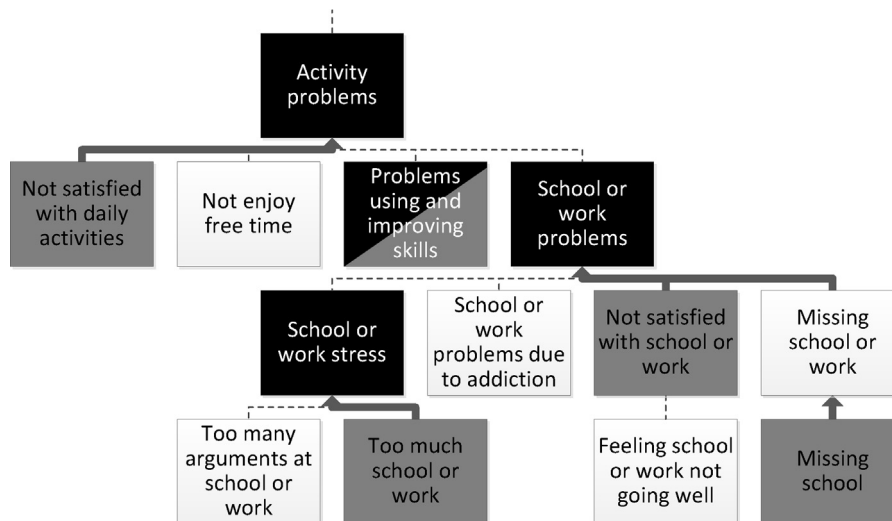 Activity
problems
Not satisfied
with daily
activities
Not enjoy
free time
Problems
using and
improving
skills
School or
work
problems
School or
work stress
School or
work
problems due
to addiction
Not satisfied
with school or
work
Missing
school or
work
Too many
arguments at
school or
work
Too much
school or
work
Feeling school
or work not
going well
Missing
school